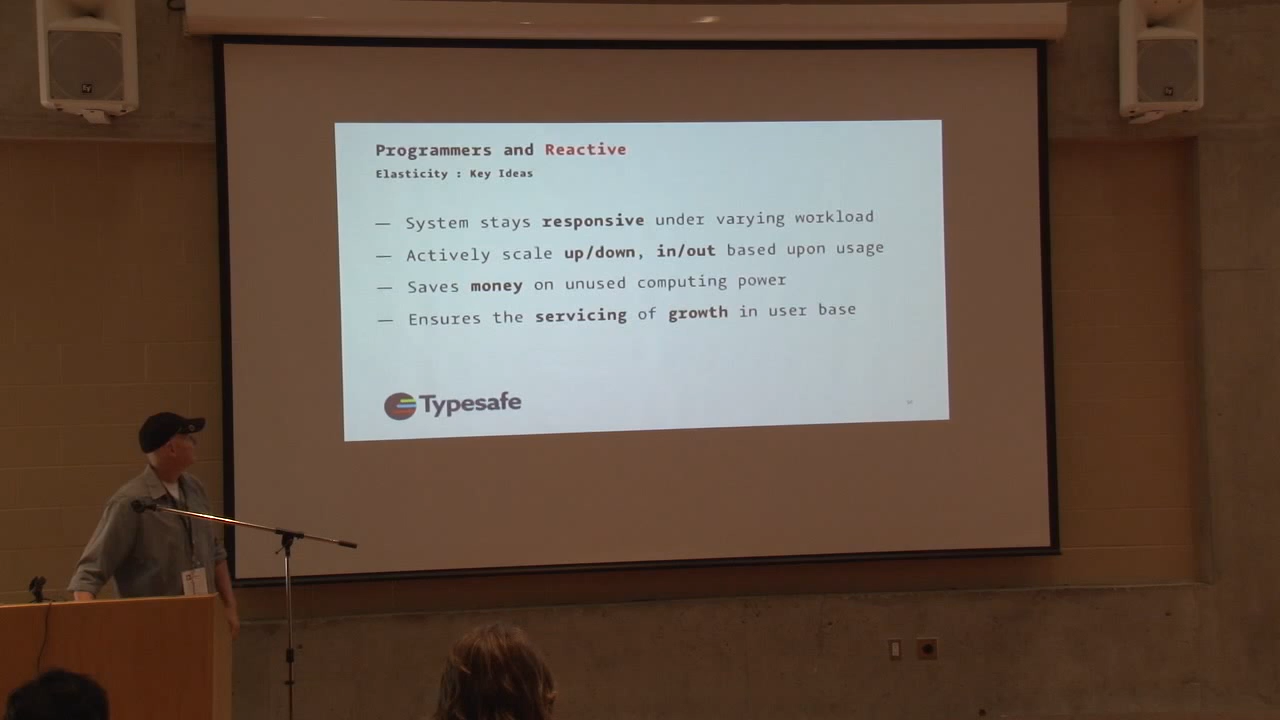 Programmers and Reactive
Elasticity : Key Ideas
— System stays responsive under varying workload
— Actively scale up/down, in/out based upon usage
— Saves money on unused computing power
— Ensures the servicing of growth in user base
Typesafe